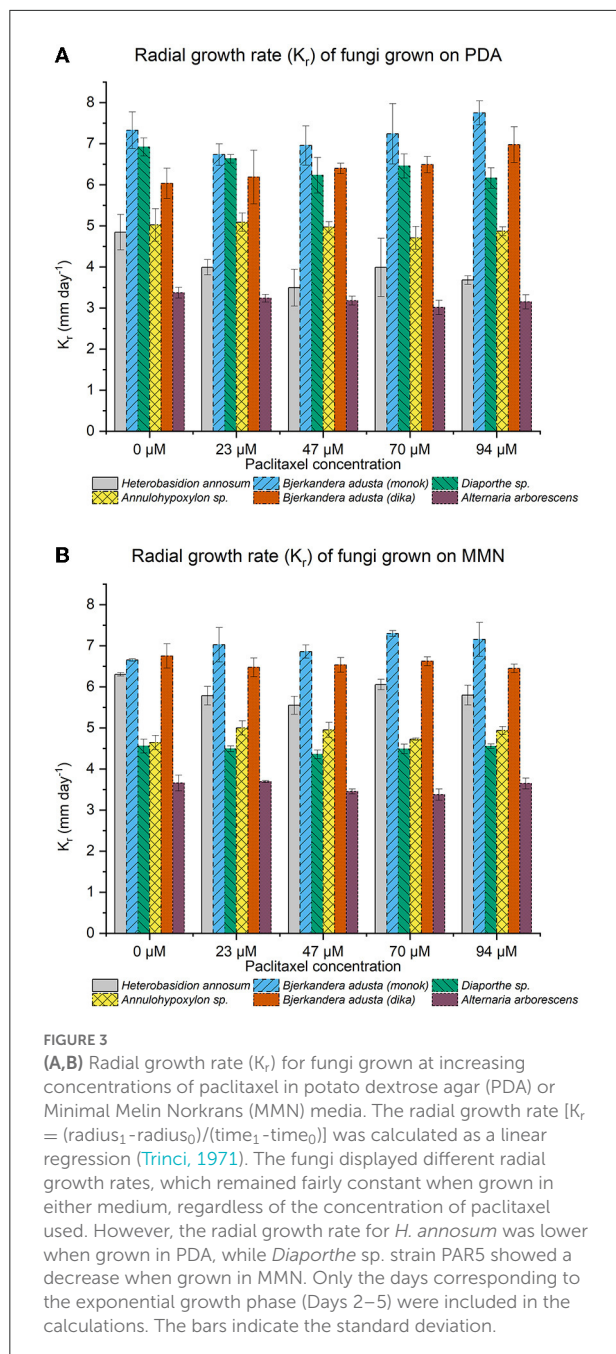 A
Radial growth rate (Kr) of fungi grown on PDA
8
7
6
5
4
3
2
1
0
Kr (mm day-1)
0 μM 23 μM 47 μM 70 μM 94 μM
Paclitaxel concentration
Heterobasidion annosum Bjerkandera adusta (monok) Diaporthe sp.
Annulohypoxylon sp. Bjerkandera adusta (dika) Alternaria arborescens
B
Radial growth rate (Kr) of fungi grown on MMN
8
7
6
5
4
3
2
1
0
Kr (mm day-1)
0 μM 23 μM 47 μM 70 μM 94 μM
Paclitaxel concentration
Heterobasidion annosum Bjerkandera adusta (monok) Diaporthe sp.
Annulohypoxylon sp. Bjerkandera adusta (dika) Alternaria arborescens
FIGURE 3
(A,B) Radial growth rate (Kr) for fungi grown at increasing
concentrations of paclitaxel in potato dextrose agar (PDA) or
Minimal Melin Norkrans (MMN) media. The radial growth rate [Kr
= (radius1-radius0)/(time1-time0)] was calculated as a linear
regression (Trinci, 1971). The fungi displayed different radial
growth rates, which remained fairly constant when grown in
either medium, regardless of the concentration of paclitaxel
used. However, the radial growth rate for H. annosum was lower
when grown in PDA, while Diaporthe sp. strain PAR5 showed a
decrease when grown in MMN. Only the days corresponding to
the exponential growth phase (Days 2–5) were included in the
calculations. The bars indicate the standard deviation.